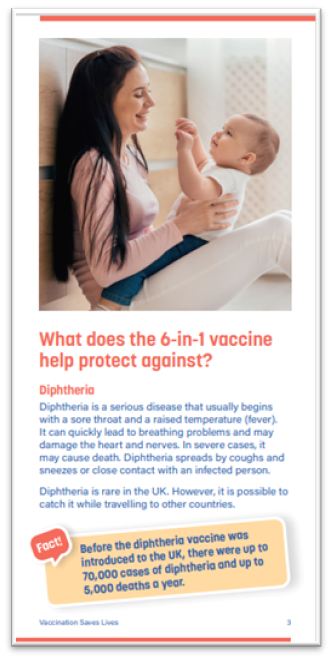 What does the 6-in-1 vaccine
help protect against?
Diphtheria
Diphtheria is a serious disease that usually begins
with a sore throat and a raised temperature (fever).
It can quickly lead to breathing problems and may
damage the heart and nerves. In severe cases, it
may cause death. Diphtheria spreads by coughs and
sneezes or close contact with an infected person.
Diphtheria is rare in the UK. However, it is possible to
catch it while travelling to other countries.
Fact!
Before the diphtheria vaccine was
introduced to the UK, there were up to
70,000 cases of diphtheria and up to
5,000 deaths a year.
Vaccination Saves Lives
3